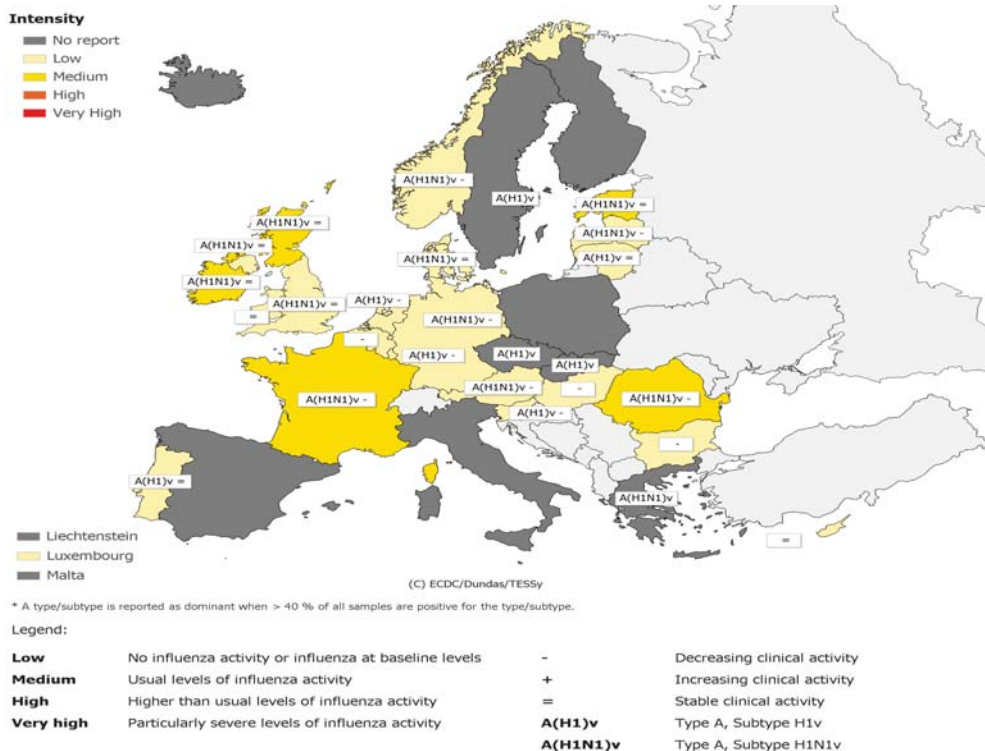 Intensity
No report
Low
Medium
High
Very High
A(H1N1)v -
A(H1)v
A(H1N1)v =
A(H1N1)v =
A(H1N1)v -
A(H1N1)v =
A(H1)v =
A(H1N1)v =
A(H1N1)v =
A(H1)v -
A(H1N1)v =
=
A(H1N1)v -
-
A(H1)v -
A(H1)v
A(H1)v
A(H1N1)v -
-
A(H1N1)v -
A(H1N1)v -
A(H1)v -
-
A(H1)v =
A(H1N1)v
=
Liechtenstein
Luxembourg
Malta
(C) ECDC/Dundas/TESSy
* A type/subtype is reported as dominant when > 40 % of all samples are positive for the type/subtype.
Legend:
Low No influenza activity or influenza at baseline levels - Decreasing clinical activity
Medium Usual levels of influenza activity + Increasing clinical activity
High Higher than usual levels of influenza activity = Stable clinical activity
Very high Particularly severe levels of influenza activity A(H1)v Type A, Subtype H1v
A(H1N1)v Type A, Subtype H1N1v